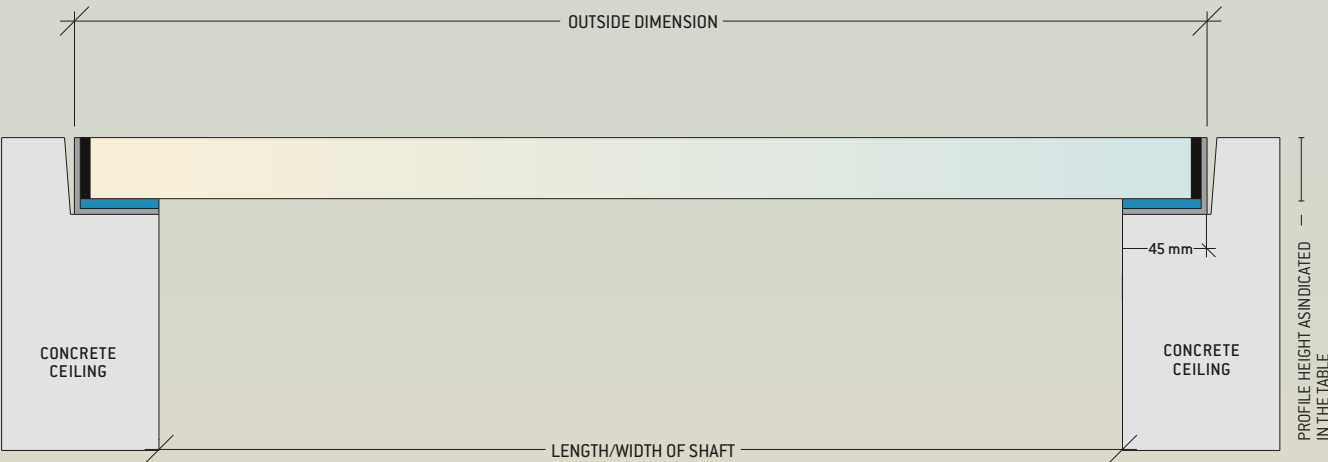 OUTSIDE DIMENSION
45 mm
CONCRETE
CEILING
CONCRETE
CEILING
PROFILE HEIGHT ASINDICATED
IN THE TABLE
LENGTH/WIDTH OF SHAFT